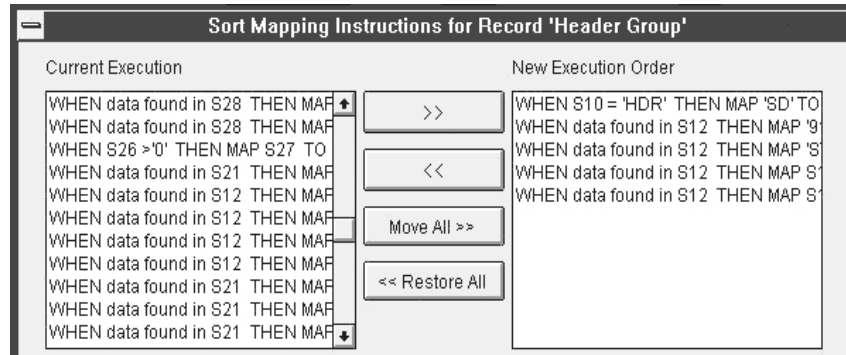 Sort Mapping Instructions for Record 'Header Group'
Current Execution
New Execution Order
WHEN data found in S28 THEN MAP
WHEN data found in S28 THEN MAP
WHEN S26 >'0' THEN MAP S27 TO
WHEN data found in S21 THEN MAP
WHEN data found in S12 THEN MAP
WHEN data found in S12 THEN MAP
WHEN data found in S12 THEN MAP
WHEN data found in S12 THEN MAP
WHEN data found in S21 THEN MAP
WHEN data found in S21 THEN MAP
WHEN data found in S21 THEN MAP
>>
<<
Move All >>
<< Restore All
WHEN S10 = 'HDR' THEN MAP 'SD' TO
WHEN data found in S12 THEN MAP '9
WHEN data found in S12 THEN MAP 'S
WHEN data found in S12 THEN MAP S
WHEN data found in S12 THEN MAP S